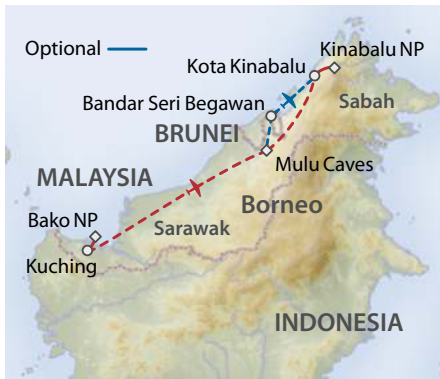 Optional
Kinabalu NP
Kota Kinabalu
Bandar Seri Begawan
Sabah
BRUNEI
Mulu Caves
MALAYSIA
Borneo
Bako NP
Sarawak
Kuching
INDONESIA